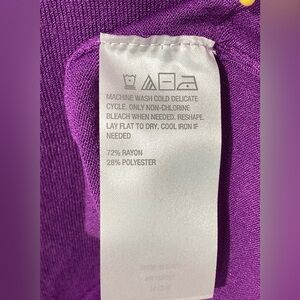 MACHINE WASH COLD DELICATE
CYCLE. ONLY NON-CHLORINE
BLEACH WHEN NEEDED. RESHAPE.
LAY FLAT TO DRY. COOL IRON IF
NEEDED
72% RAYON
28% POLYESTER